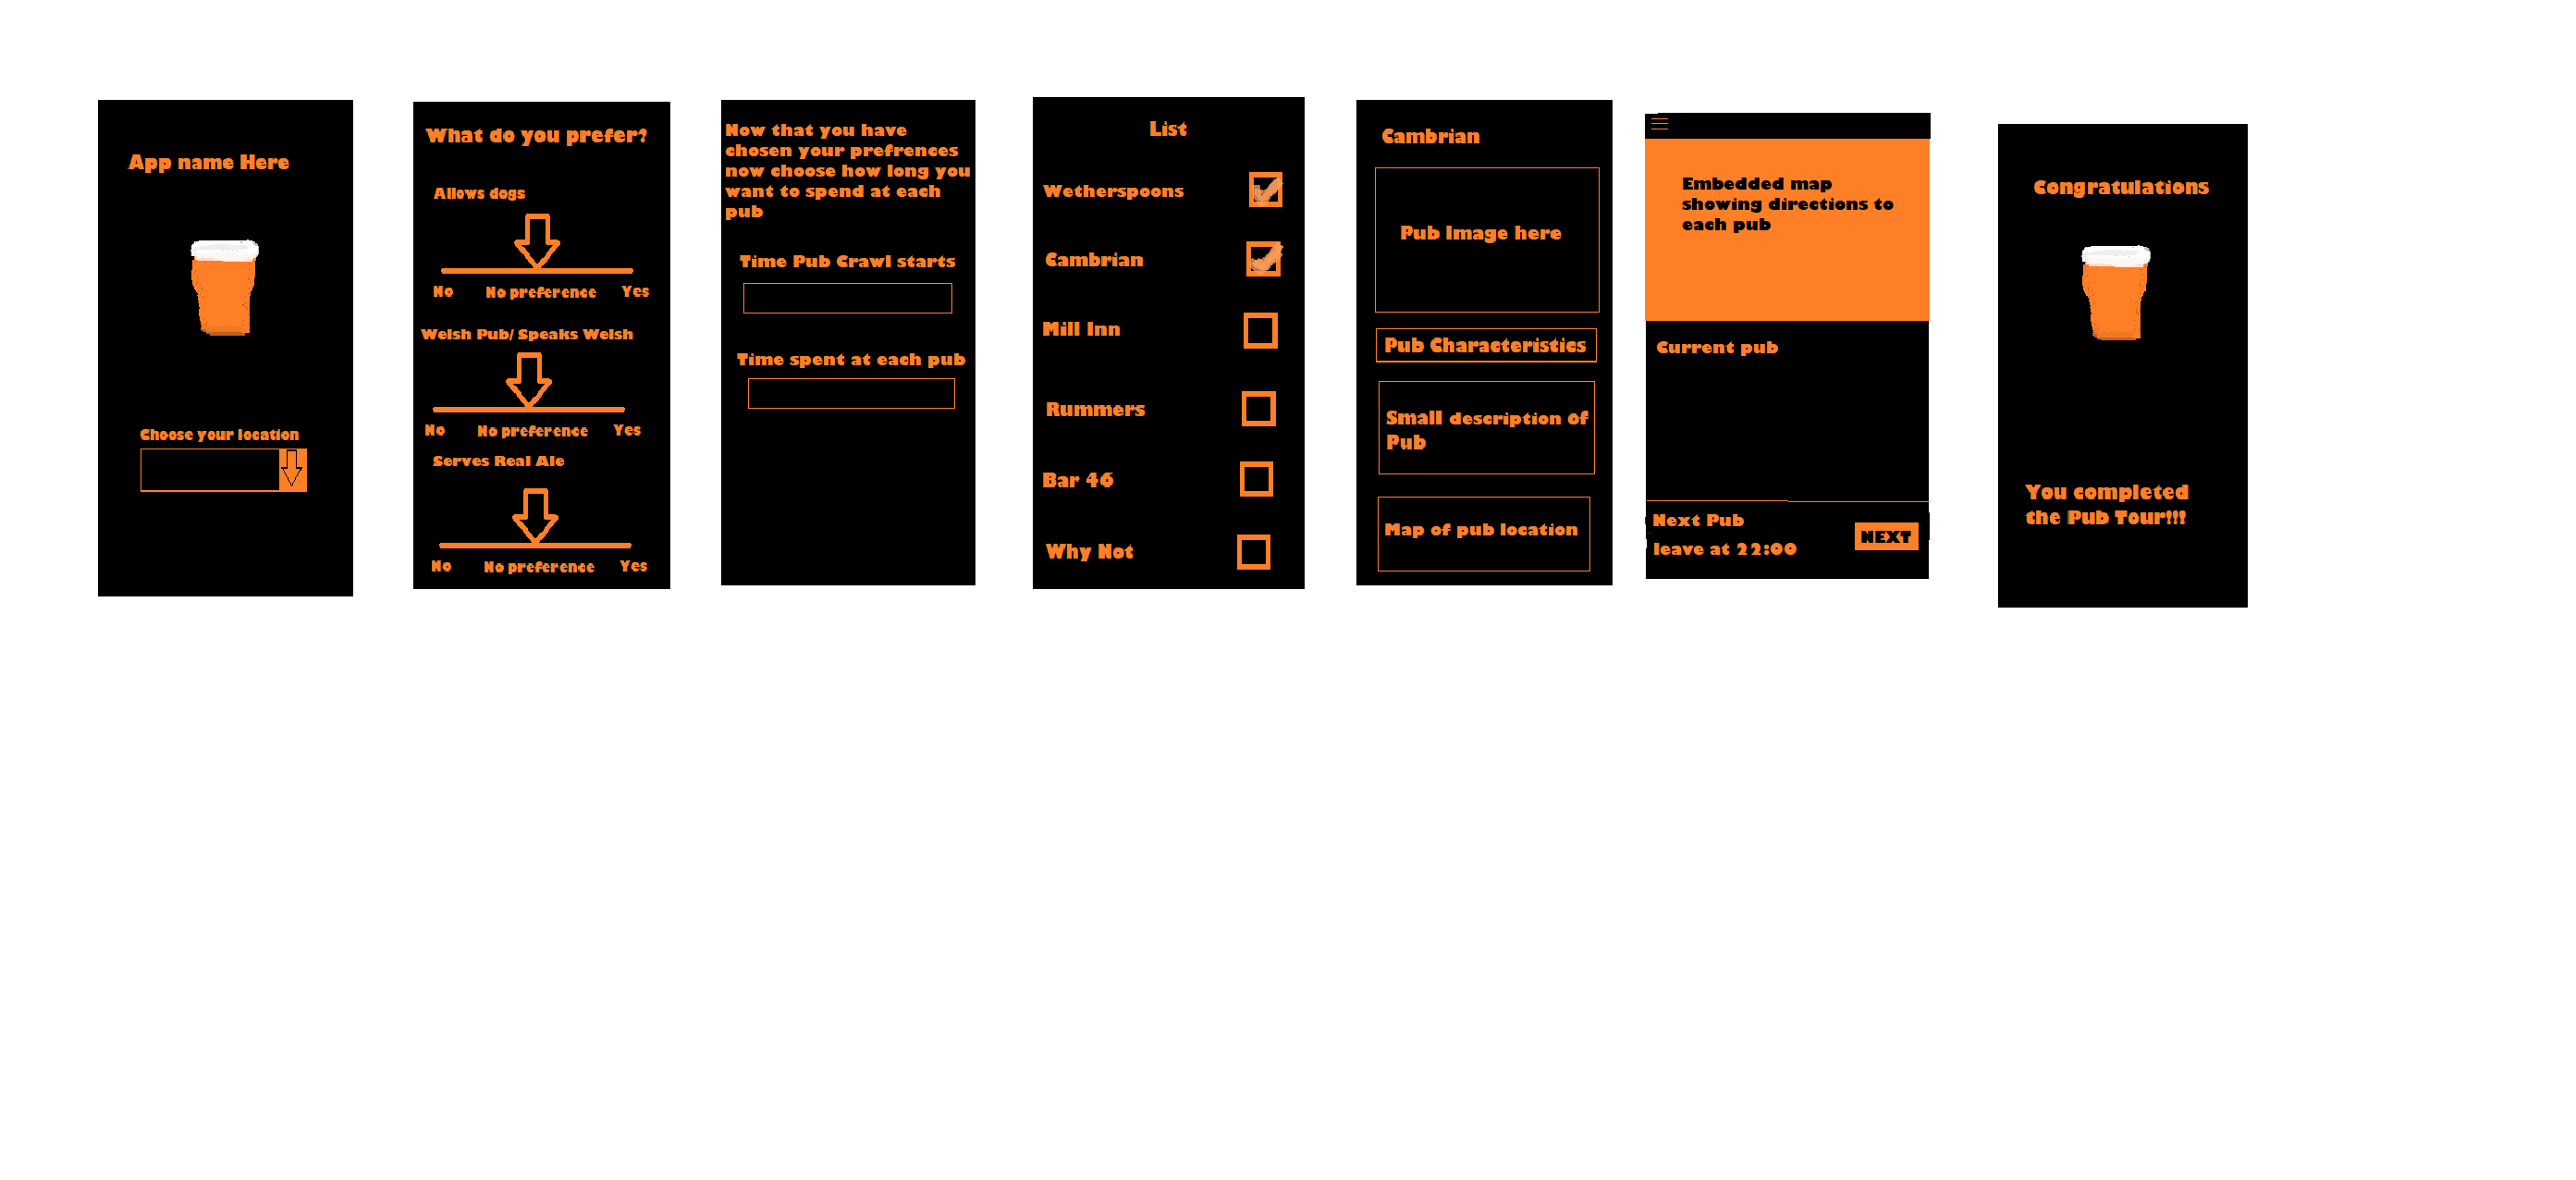 App name Here
Choose your location
What do you prefer?
Allows dogs
No No preference Yes
Welsh Pub/ Speaks Welsh
No No preference Yes
Serves Real Ale
No No preference Yes
Now that you have
chosen your prefrences
now choose how long you
want to spend at each
pub
Time Pub Crawl starts
Time spent at each pub
List
Wetherspoons
Cambrian
Mill Inn
Rummers
Bar 46
Why Not
Cambrian
Pub Image here
Pub Characteristics
Small description of
Pub
Map of pub location
Embedded map
showing directions to
each pub
Current pub
Next Pub
leave at 22:00
NEXT
Congratulations
You completed
the Pub Tour!!!